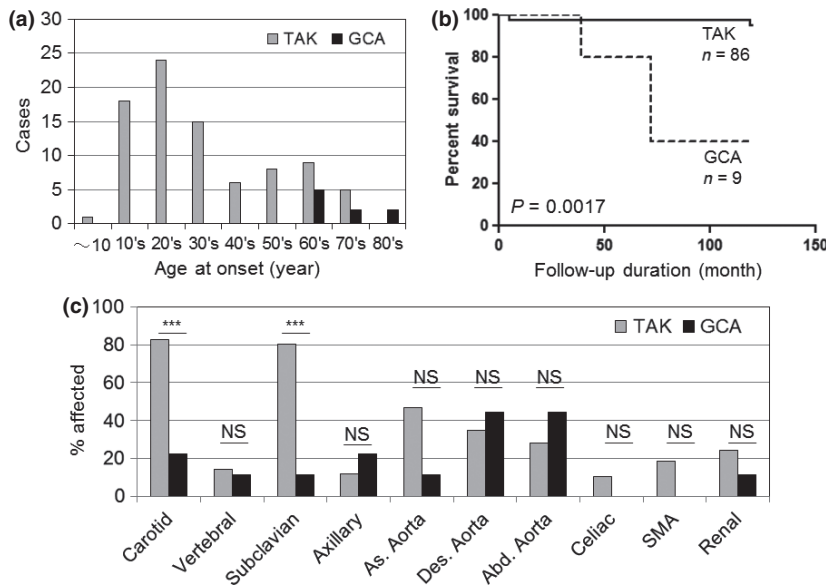 (a)
TAK GCA
30
25
20
15
10
5
0
Cases
～10 10's 20's 30's 40's 50's 60's 70's 80's
Age at onset (year)
(b)
100
80
60
40
20
0
Percent survival
TAK
n = 86
GCA
n = 9
P = 0.0017
0 50 100 150
Follow-up duration (month)
(c)
TAK GCA
100
80
60
40
20
0
% affected
*** NS *** NS NS NS NS NS NS NS
Carotid
Vertebral
Subclavian
Axillary
As. Aorta
Des. Aorta
Abd. Aorta
Celiac
SMA
Renal